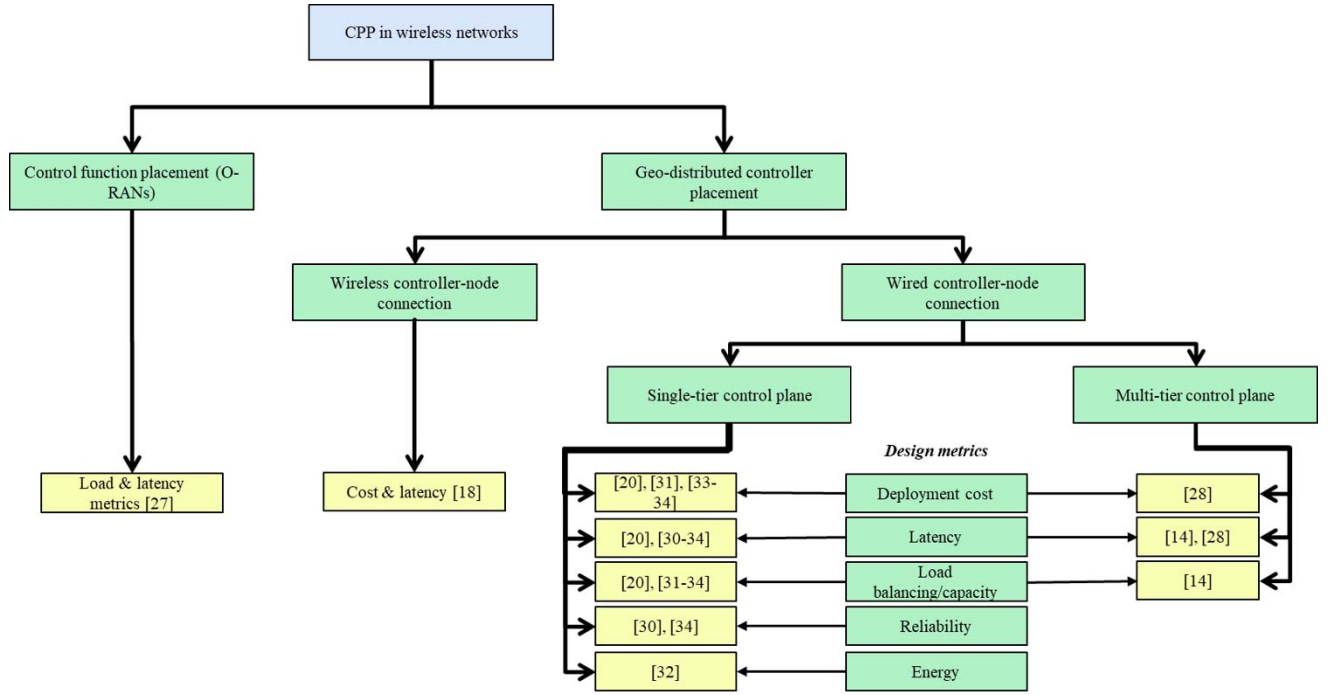 CPP in wireless networks
Control function placement (O-
RANs)
Geo-distributed controller
placement
Wireless controller-node
connection
Wired controller-node
connection
Single-tier control plane
Multi-tier control plane
Design metrics
Load & latency
metrics [27]
Cost & latency [18]
[20], [31], [33-
34]
Deployment cost
[28]
[20], [30-34]
Latency
[14], [28]
[20], [31-34]
Load
balancing/capacity
[14]
[30], [34]
Reliability
[32]
Energy